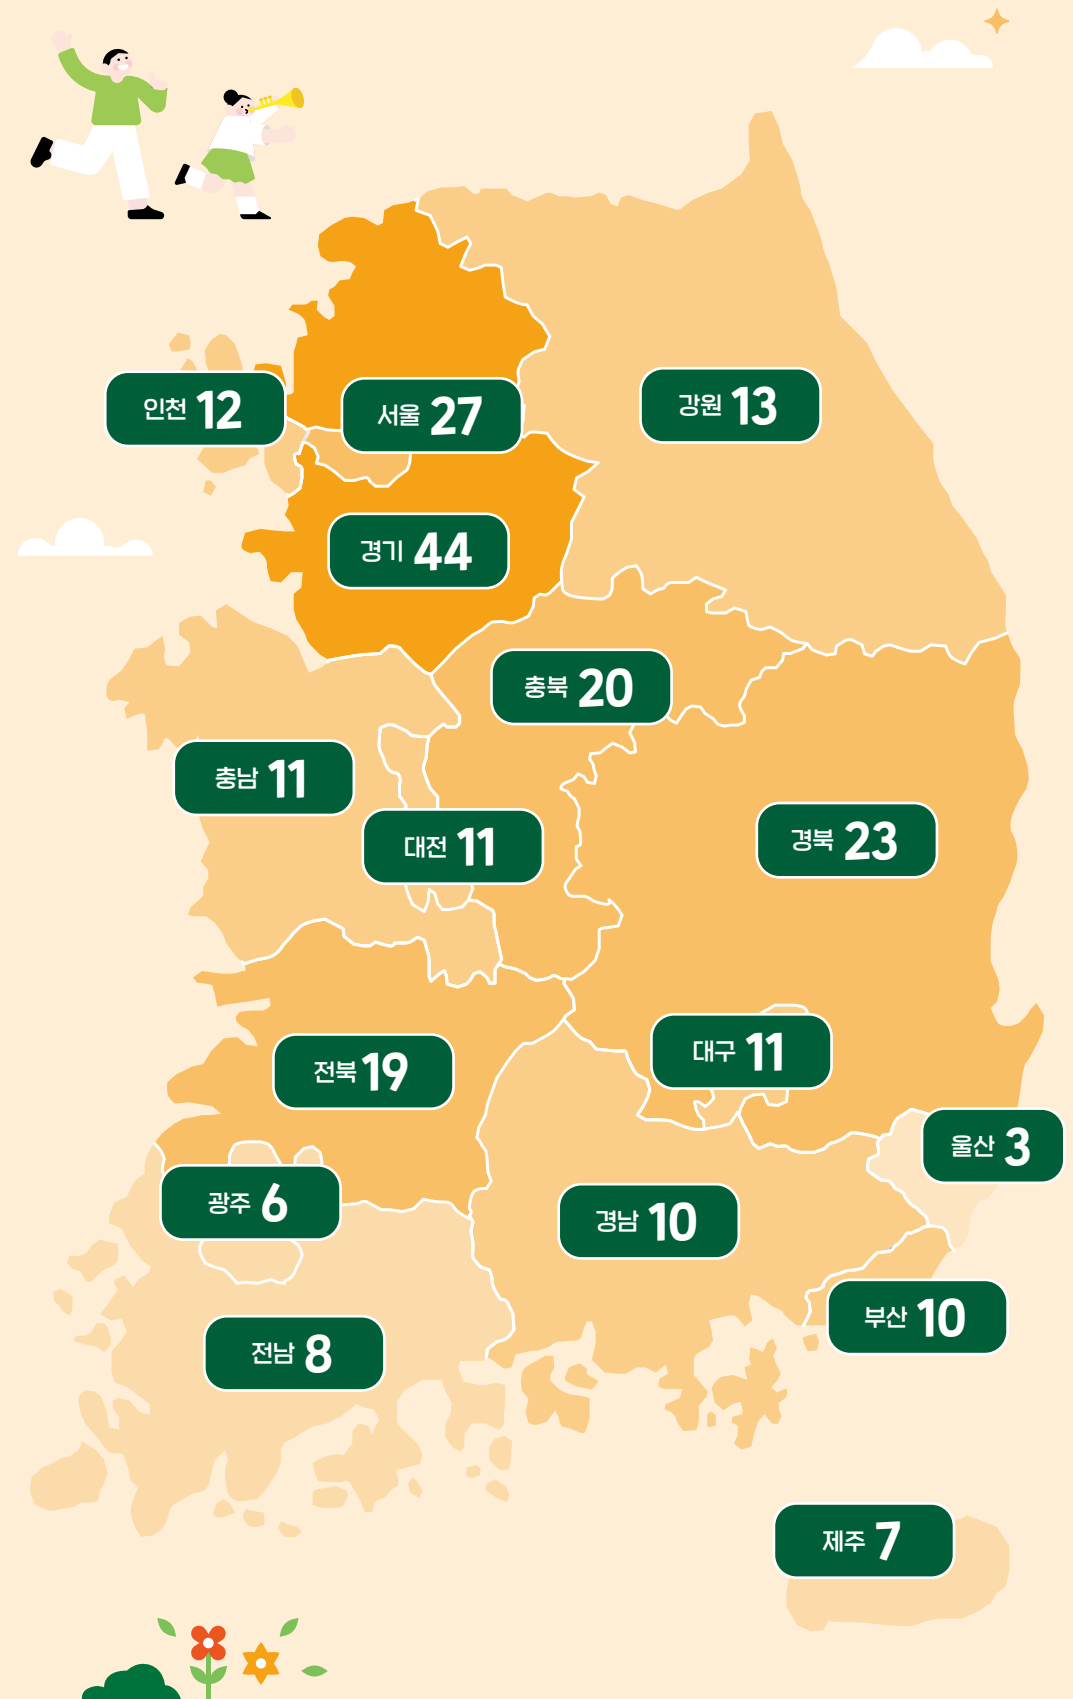 인천 12
서울 27
강원 13
경기 44
충북 20
충남 11
대전 11
경북 23
대구 11
전북 19
울산 3
광주 6
경남 10
부산 10
전남 8
제주 7